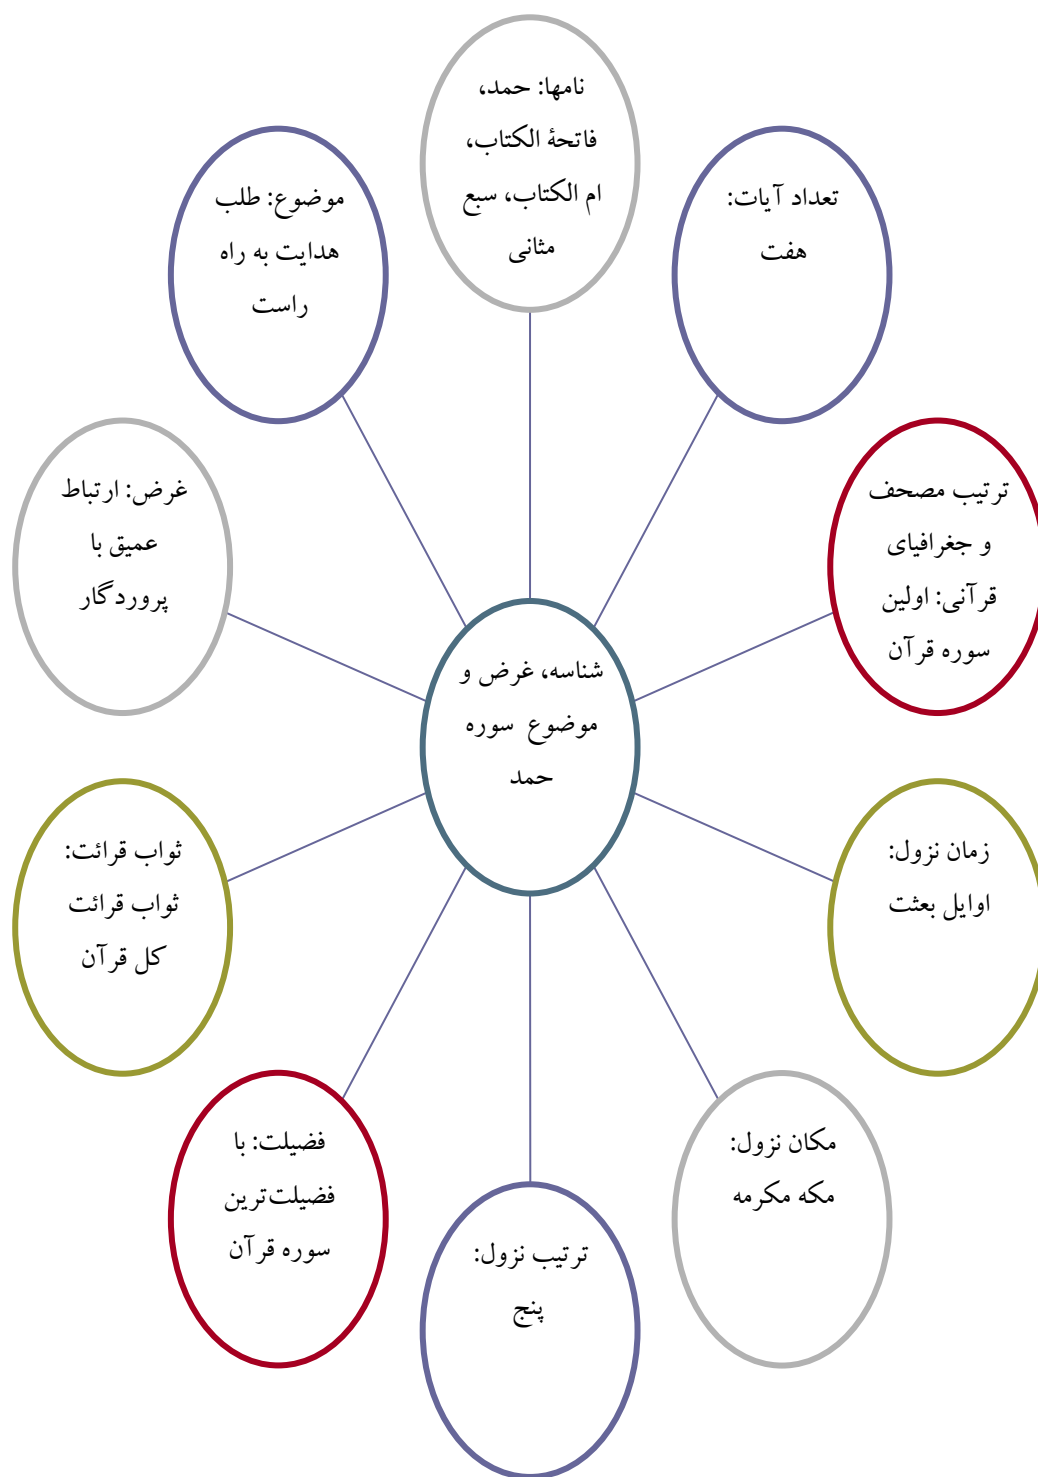 نامها: حمد،
فاتحۀ الکتاب،
ام الکتاب، سبع
مثانی
تعداد آیات:
هفت
ترتیب مصحف
و جغرافیای
قرآنی: اولین
سوره قرآن
زمان نزول:
اوایل بعثت
مکان نزول:
مکه مکرمه
ترتیب نزول:
پنج
فضیلت: با
فضیلت‌ترین
سوره قرآن
ثواب قرائت:
ثواب قرائت
کل قرآن
غرض: ارتباط
عمیق با
پروردگار
موضوع: طلب
هدایت به راه
راست
شناسه، غرض و
موضوع سوره
حمد